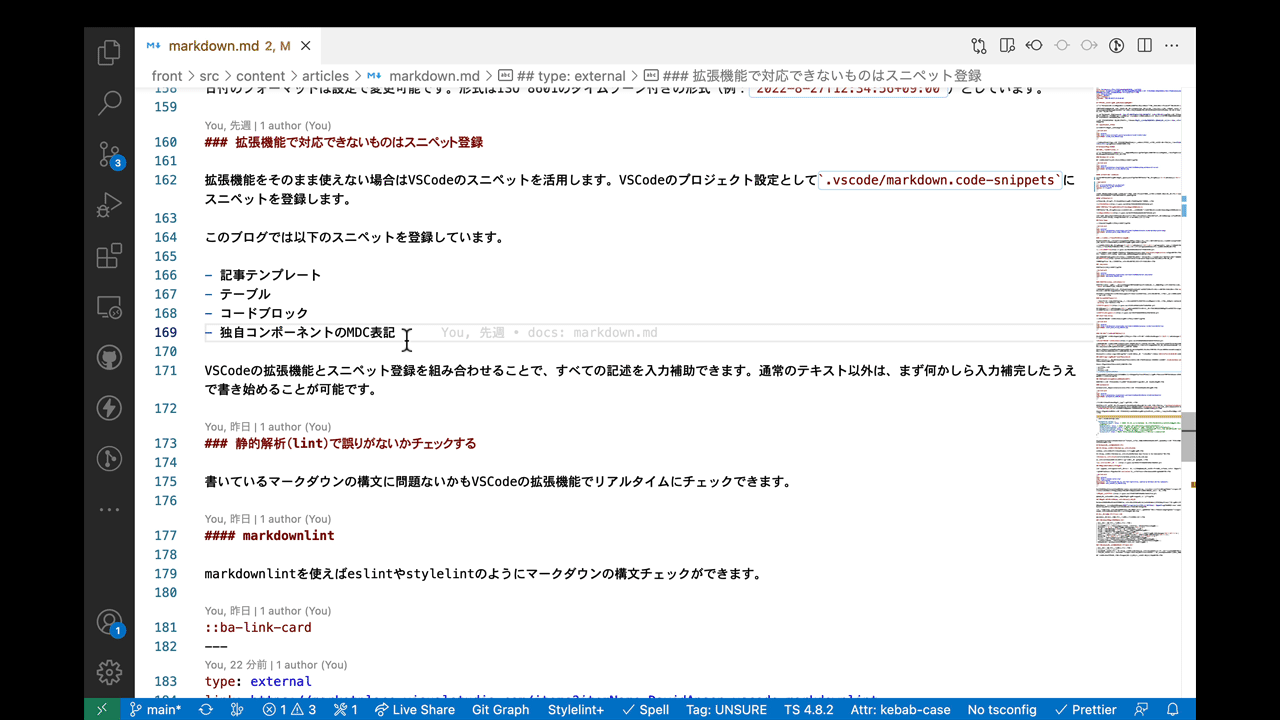 markdown.md 2, M
front > src > content > articles > markdown.md > ## type: external > ### 拡張機能で対応できないものはスニペット登録
158 日付のフォーマットは設定で変更可能です。形式はISO 86010のタイムゾーン付きの形式（例：`2022-8-27T12:34:56+09:00`）としています。
159
You, 先週 | 1 author (You)
160 ### 拡張機能で対応できないものはスニペット登録
161
162 拡張機能にないものを入力補完する場合は、独自のスニペットを登録します。VSCodeのプロジェクト設定として`.vscode/markdown.code-snippets`に
スニペットを登録します。
163
164 このブログでは次のスニペットを実装しています。
165
166 - 記事テンプレート
167 - テーブル
168 - コードブロック
169 - 独自コンポーネントのMDC表記 You, 先週 • docs: markdown.md
170
171 VSCodeの拡張機能とスニペット登録を組み合わせることで、すべての記述を入力補完できます。通常のテキスト以外は、まず何かしら入力補完したうえ
で書き始めることが可能です。
172
You, 昨日 | 1 author (You)
173 ## 静的解析(Lint)環境がない
174
175 書いているマークダウンの構文に問題ないか、VSCodeの拡張機能でリアルタイムにチェックできます。
176
You, 昨日 | 1 author (You)
177 ### markdownlint
178
179 markdownlintを使えばeslintやstylelintのようにマークダウンの構文チェックができます。
180
You, 昨日 | 1 author (You)
181 ::ba-link-card
182 ---
You, 22 分前 | 1 author (You)
183 type: external
3
1
main* 1 3 1 Live Share Git Graph Stylelint+ Spell Tag: UNSURE TS 4.8.2 Attr: kebab-case No tsconfig Prettier